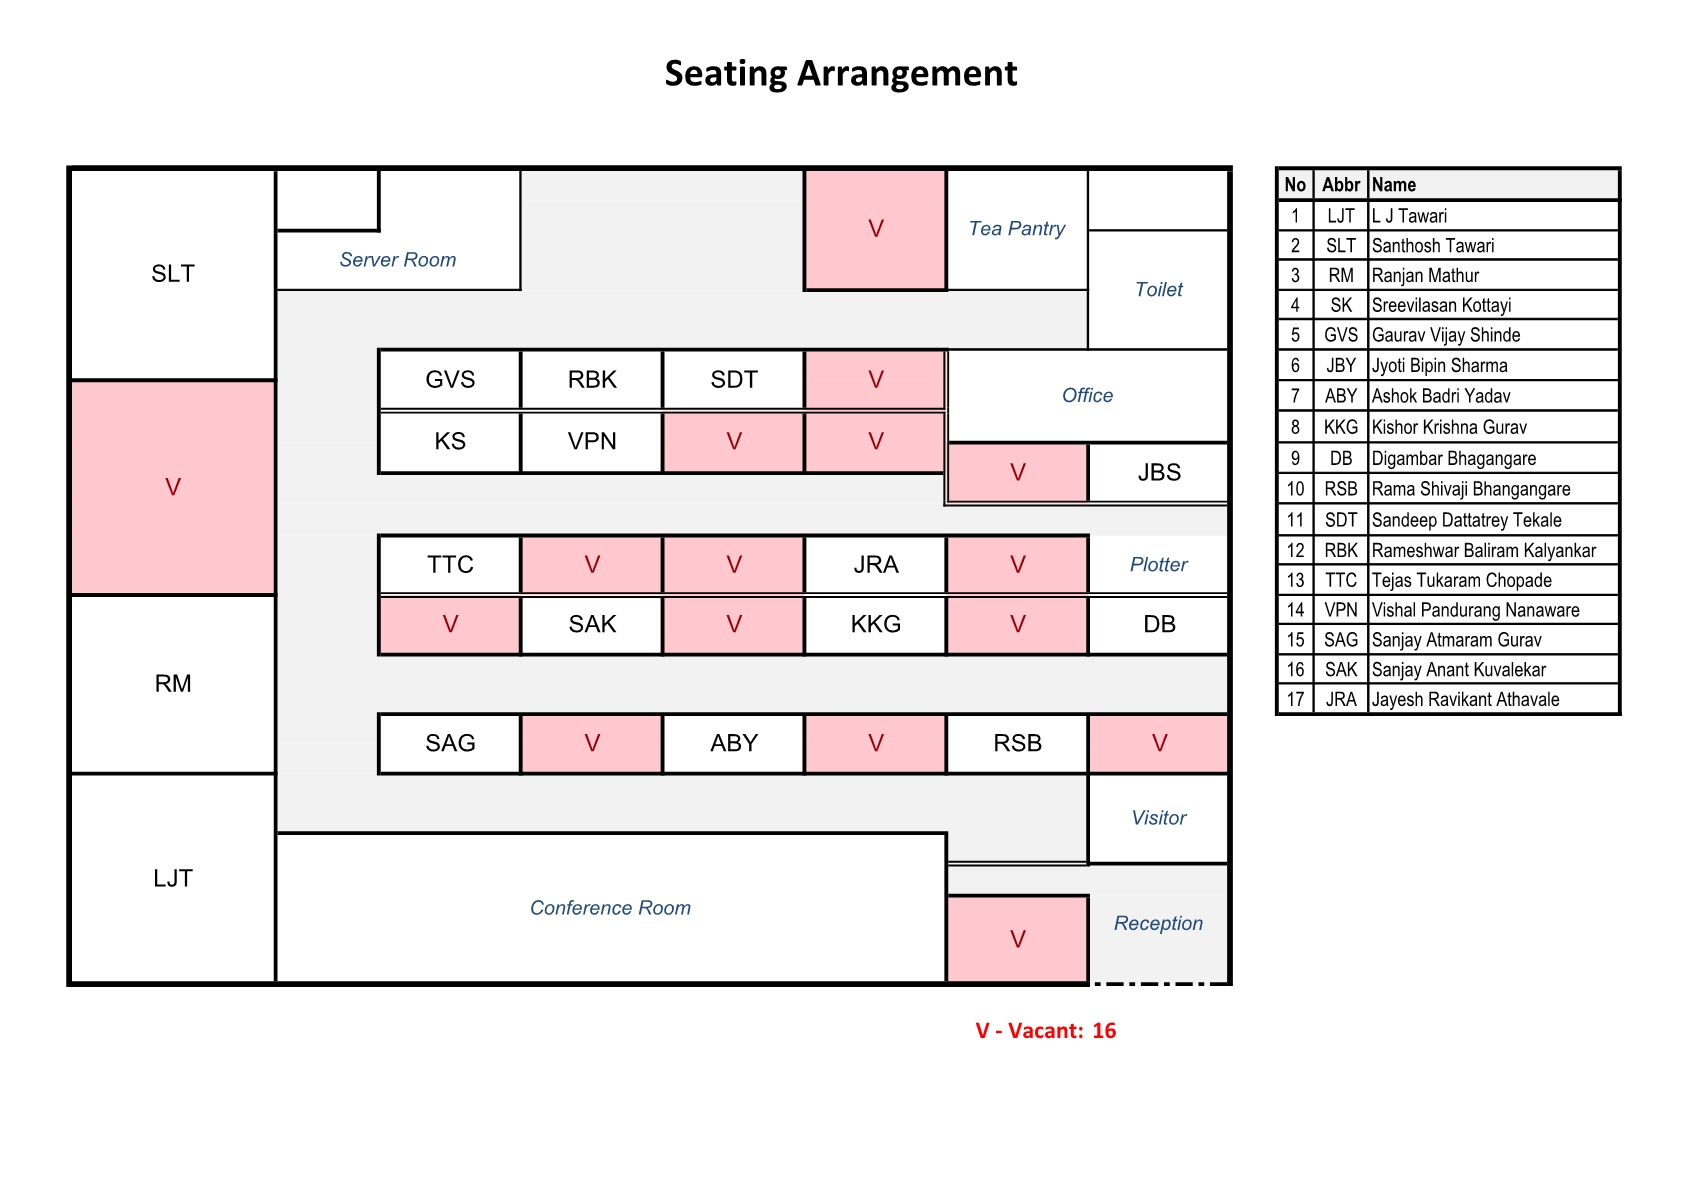 Seating Arrangement
SLT
Server Room
V
Tea Pantry
Toilet
GVS RBK SDT V
Office
KS VPN V V
V JBS
V
TTC V V JRA V Plotter
V SAK V KKG V DB
RM
SAG V ABY V RSB V
Visitor
LJT
Conference Room
V
Reception
V - Vacant: 16
No Abbr Name
1 LJT L J Tawari
2 SLT Santhosh Tawari
3 RM Ranjan Mathur
4 SK Sreevilasan Kottayi
5 GVS Gaurav Vijay Shinde
6 JBY Jyoti Bipin Sharma
7 ABY Ashok Badri Yadav
8 KKG Kishor Krishna Gurav
9 DB Digambar Bhagangare
10 RSB Rama Shivaji Bhangangare
11 SDT Sandeep Dattatrey Tekale
12 RBK Rameshwar Baliram Kalyankar
13 TTC Tejas Tukaram Chopade
14 VPN Vishal Pandurang Nanaware
15 SAG Sanjay Atmaram Gurav
16 SAK Sanjay Anant Kuvalekar
17 JRA Jayesh Ravikant Athavale